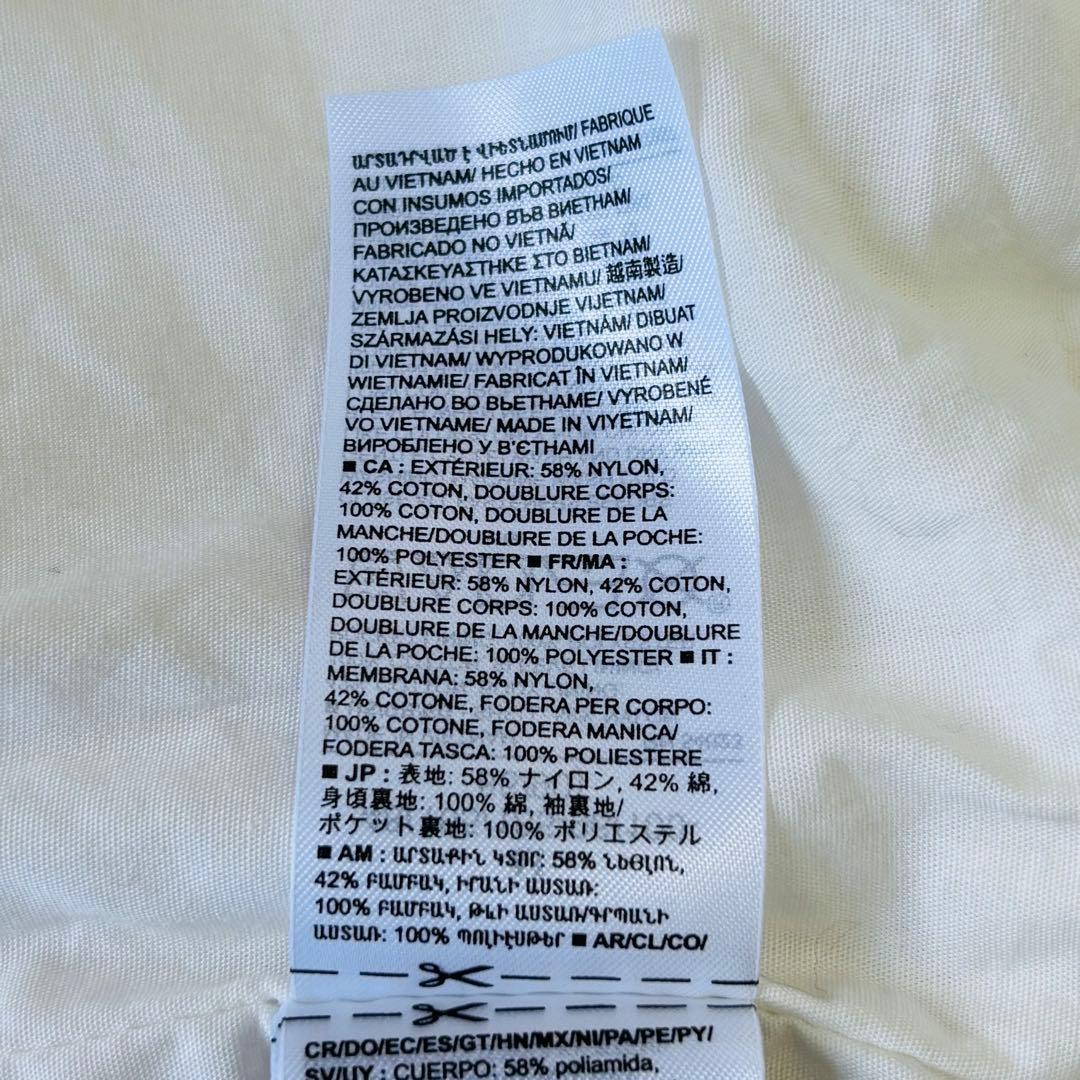 ԱՐՏԱԴՐՎԱԾ Է ՎԻԵՏՆԱՄՈՒՄ/ FABRIQUE
AU VIETNAM/ HECHO EN VIETNAM
CON INSUMOS IMPORTADOS/
ПРОИЗВЕДЕНО ВЪВ ВИЕТНАМ/
FABRICADO NO VIETNÃ/
ΚΑΤΑΣΚΕΥΑΣΤΗΚΕ ΣΤΟ ΒΙΕΤΝΑΜ/
VYROBENO VE VIETNAMU/ 越南製造/
ZEMLJA PROIZVODNJE VIJETNAM/
SZÁRMAZÁSI HELY: VIETNÁM/ DIBUAT
DI VIETNAM/ WYPRODUKOWANO W
WIETNAMIE/ FABRICAT ÎN VIETNAM/
СДЕЛАНО ВО ВЬЕТНАМЕ/ VYROBENÉ
VO VIETNAME/ MADE IN VIYETNAM/
ВИРОБЛЕНО У В'ЄТНАМІ
■ CA : EXTÉRIEUR: 58% NYLON,
42% COTON, DOUBLURE CORPS:
100% COTON, DOUBLURE DE LA
MANCHE/DOUBLURE DE LA POCHE:
100% POLYESTER ■ FR/MA :
EXTÉRIEUR: 58% NYLON, 42% COTON,
DOUBLURE CORPS: 100% COTON,
DOUBLURE DE LA MANCHE/DOUBLURE
DE LA POCHE: 100% POLYESTER ■ IT :
MEMBRANA: 58% NYLON,
42% COTONE, FODERA PER CORPO:
100% COTONE, FODERA MANICA/
FODERA TASCA: 100% POLIESTERE
■ JP : 表地: 58% ナイロン, 42% 綿,
身頃裏地: 100% 綿, 袖裏地/
ポケット裏地: 100% ポリエステル
■ AM : ԱՐՏԱՔԻՆ ԿՏՈՐ: 58% ՆԵՅԼՈՆ,
42% ԲԱՄԲԱԿ, ԻՐԱՆԻ ԱՍՏԱՌ:
100% ԲԱՄԲԱԿ, ԹԵՒ ԱՍՏԱՌ/ԳՐՊԱՆԻ
ԱՍՏԱՌ: 100% ՊՈԼԻԷՍԹԵՐ ■ AR/CL/CO/
CR/DO/EC/ES/GT/HN/MX/NI/PA/PE/PY/
SV/UY : CUERPO: 58% poliamida,